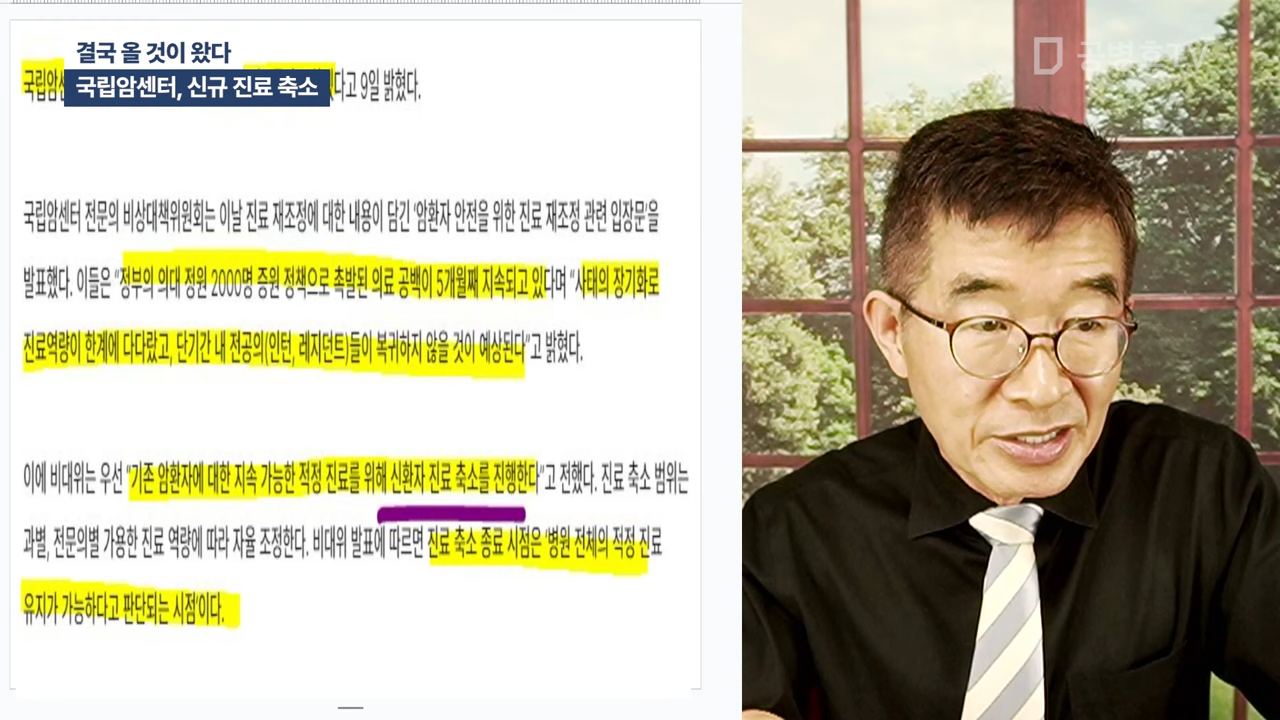 결국 올 것이 왔다
국립암센터, 신규 진료 축소
국립암센
다고 9일 밝혔다.
국립암센터 전문의 비상대책위원회는 이날 진료 재조정에 대한 내용이 담긴 '암환자 안전을 위한 진료 재조정 관련 입장문'을
발표했다. 이들은 "정부의 의대 정원 2000명 증원 정책으로 촉발된 의료 공백이 5개월째 지속되고 있다며 "사태의 장기화로
진료역량이 한계에 다다랐고, 단기간 내 전공의(인턴, 레지던트)들이 복귀하지 않을 것이 예상된다"고 밝혔다.
이에 비대위는 우선 "기존 암환자에 대한 지속 가능한 적정 진료를 위해 신환자 진료 축소를 진행한다"고 전했다. 진료 축소 범위는
과별, 전문의별 가용한 진료 역량에 따라 자율 조정한다. 비대위 발표에 따르면 진료 축소 종료 시점은 '병원 전체의 적정 진료
유지가 가능하다고 판단되는 시점'이다.
공병호TV